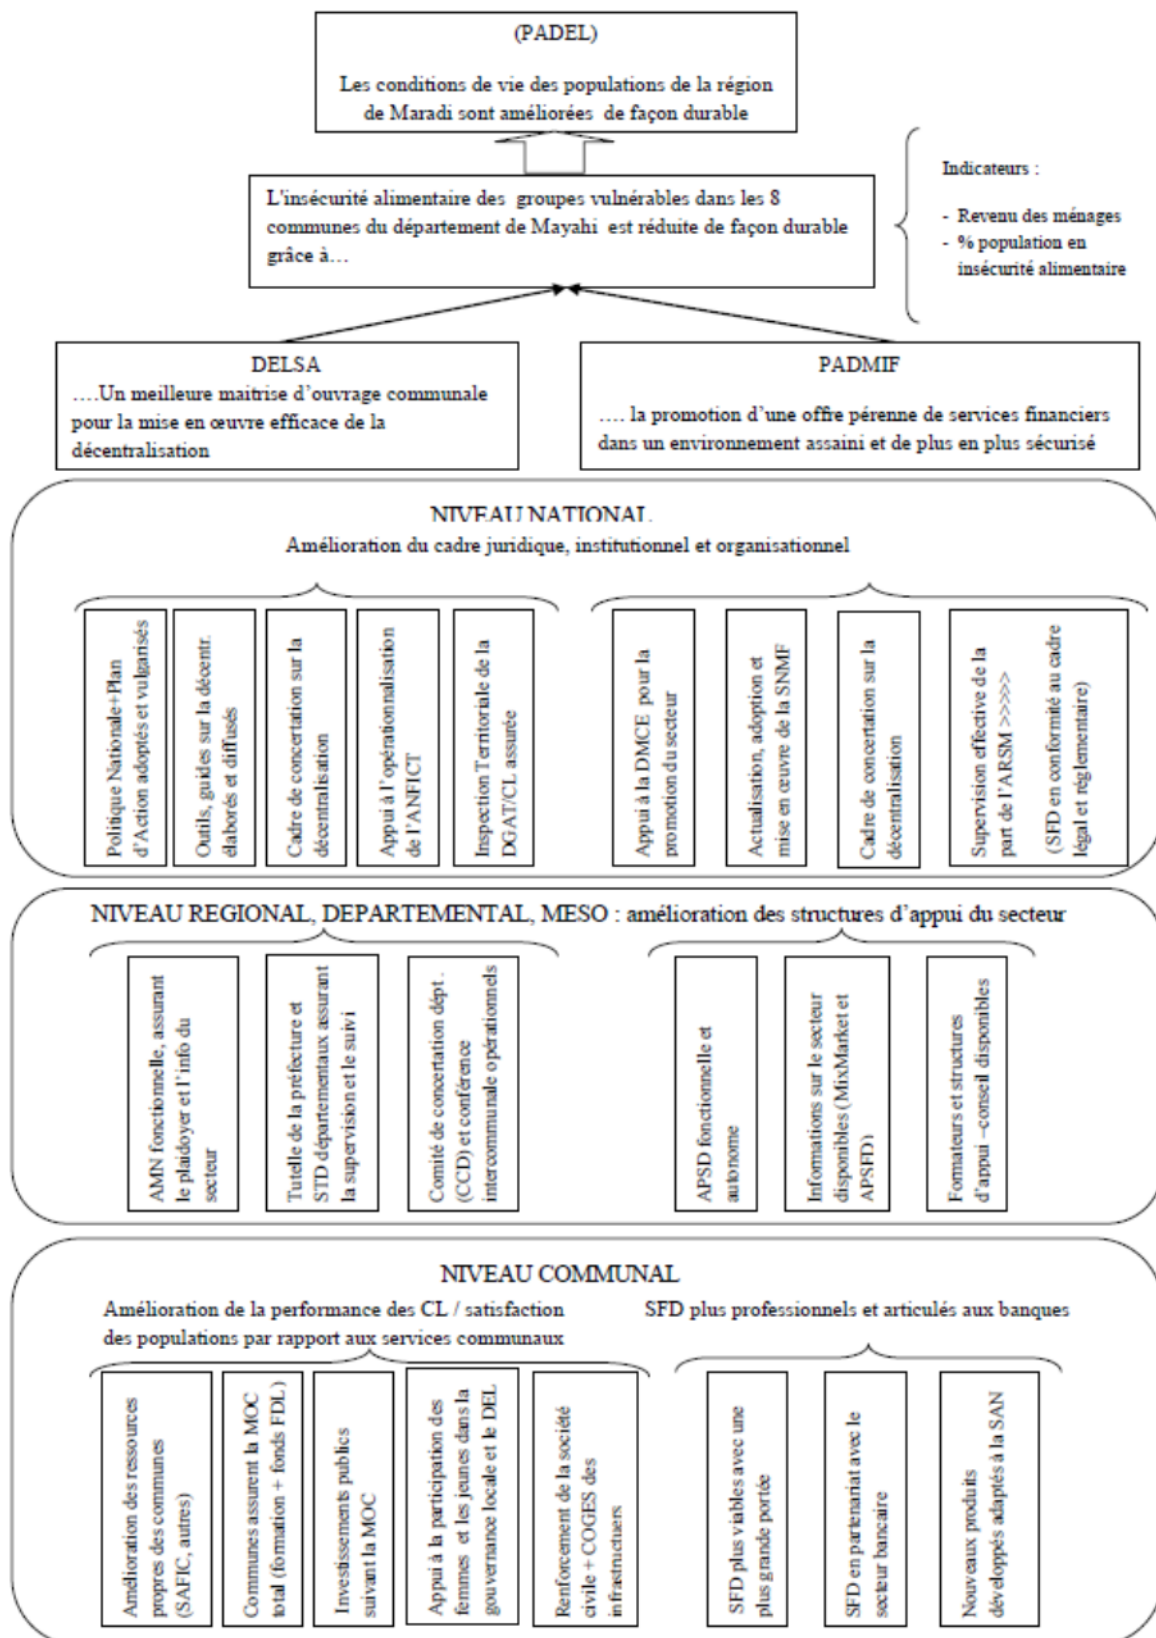 (PADEL)
Les conditions de vie des populations de la région
de Maradi sont améliorées de façon durable
L'insécurité alimentaire des groupes vulnérables dans les 8
communes du département de Mayahi est réduite de façon durable
grâce à…
Indicateurs :
- Revenu des ménages
- % population en
insécurité alimentaire
DELSA
….Un meilleure maitrise d’ouvrage communale
pour la mise en œuvre efficace de la
décentralisation
PADMIF
…. la promotion d’une offre pérenne de services financiers
dans un environnement assaini et de plus en plus sécurisé
NIVEAU NATIONAL
Amélioration du cadre juridique, institutionnel et organisationnel
Politique Nationale+Plan
d’Action adoptés et vulgarisés
Outils, guides sur la décentr.
élaborés et diffusés
Cadre de concertation sur la
décentralisation
Appui à l’opérationnalisation
de l’ANFICT
Inspection Territoriale de la
DGAT/CL assurée
Appui à la DMCE pour la
promotion du secteur
Actualisation, adoption et
mise en œuvre de la SNMF
Cadre de concertation sur la
décentralisation
Supervision effective de la
part de l’ARSM >>>>>
(SFD en conformité au cadre
légal et réglementaire)
NIVEAU REGIONAL, DEPARTEMENTAL, MESO : amélioration des structures d’appui du secteur
AMN fonctionnelle, assurant
le plaidoyer et l’info du
secteur
Tutelle de la préfecture et
STD départementaux assurant
la supervision et le suivi
Comité de concertation dépt.
(CCD) et conférence
intercommunale opérationnels
APSD fonctionnelle et
autonome
Informations sur le secteur
disponibles (MixMarket et
APSFD)
Formateurs et structures
d’appui –conseil disponibles
NIVEAU COMMUNAL
Amélioration de la performance des CL / satisfaction
des populations par rapport aux services communaux
SFD plus professionnels et articulés aux banques
Amélioration des ressources
propres des communes
(SAFIC, autres)
Communes assurent la MOC
total (formation + fonds FDL)
Investissements publics
suivant la MOC
Appui à la participation des
femmes et les jeunes dans la
gouvernance locale et le DEL
Renforcement de la société
civile + COGES des
infrastructuers
SFD plus viables avec une
plus grande portée
SFD en partenariat avec le
secteur bancaire
Nouveaux produits
développés adaptés à la SAN